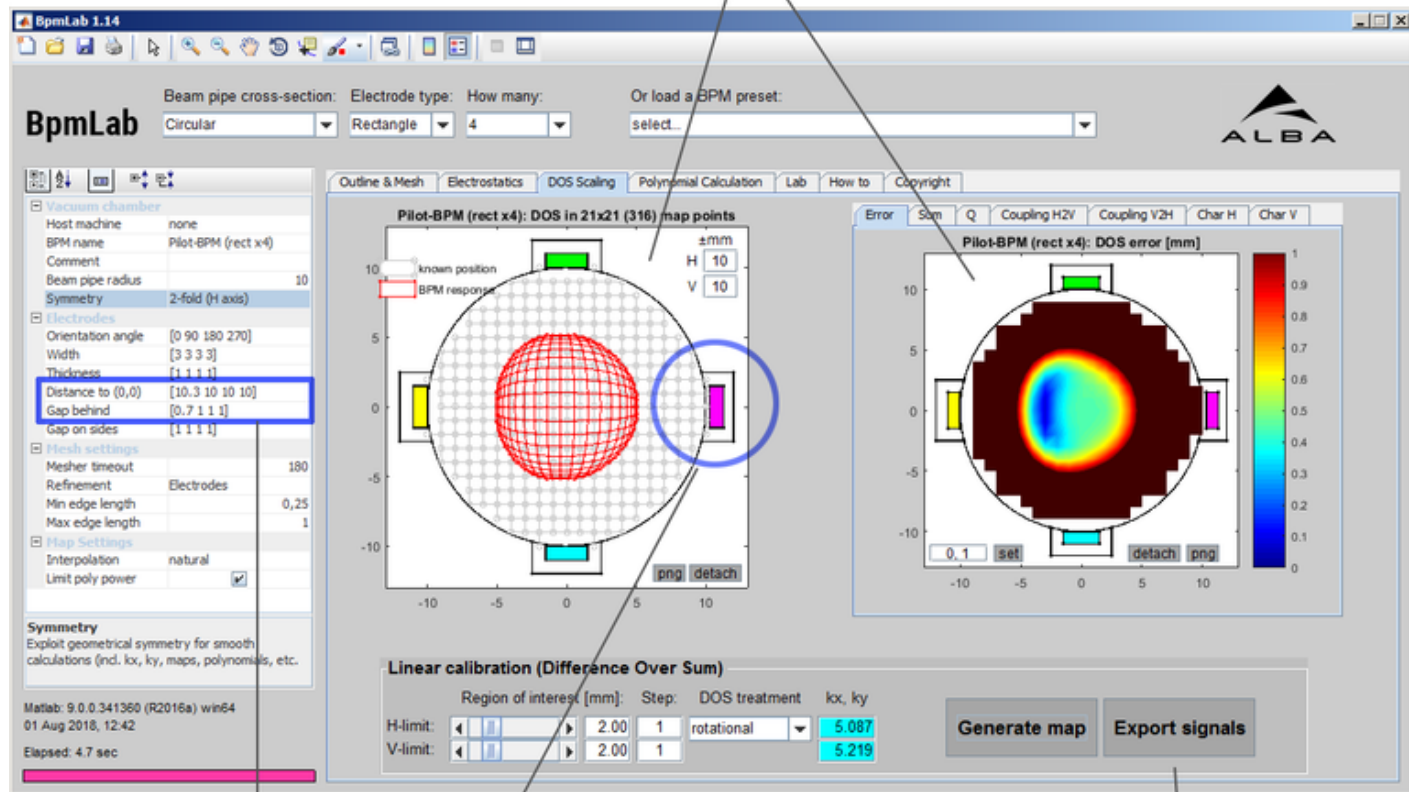 BpmLab 1.14
Beam pipe cross-section: Electrode type: How many: Or load a BPM preset:
BpmLab Circular Rectangle 4 select...
ALBA
Outline & Mesh Electrostatics DOS Scaling Polynomial Calculation Lab How to Copyright
Vacuum chamber
Host machine none
BPM name Pilot-BPM (rect x4)
Comment
Beam pipe radius 10
Symmetry 2-fold (H axis)
Electrodes
Orientation angle [0 90 180 270]
Width [3 3 3 3]
Thickness [1 1 1 1]
Distance to (0,0) [10.3 10 10 10]
Gap behind [0.7 1 1 1]
Gap on sides [1 1 1 1]
Mesh settings
Mesher timeout 180
Refinement Electrodes
Min edge length 0,25
Max edge length 1
Map Settings
Interpolation natural
Limit poly power
Symmetry
Exploit geometrical symmetry for smooth
calculations (incl. kx, ky, maps, polynomials, etc.
Matlab: 9.0.0.341360 (R2016a) win64
01 Aug 2018, 12:42
Elapsed: 4.7 sec
Pilot-BPM (rect x4): DOS in 21x21 (316) map points
±mm
H 10
V 10
known position
BPM response
10
5
0
-5
-10
-10 -5 0 5 10
png detach
Error Sum Q Coupling H2V Coupling V2H Char H Char V
Pilot-BPM (rect x4): DOS error [mm]
10
5
0
-5
-10
-10 -5 0 5 10
0, 1 set detach png
1
0.9
0.8
0.7
0.6
0.5
0.4
0.3
0.2
0.1
0
Linear calibration (Difference Over Sum)
Region of interest [mm]: Step: DOS treatment kx, ky
H-limit: 2.00 1 rotational 5.087
V-limit: 2.00 1 5.219
Generate map Export signals